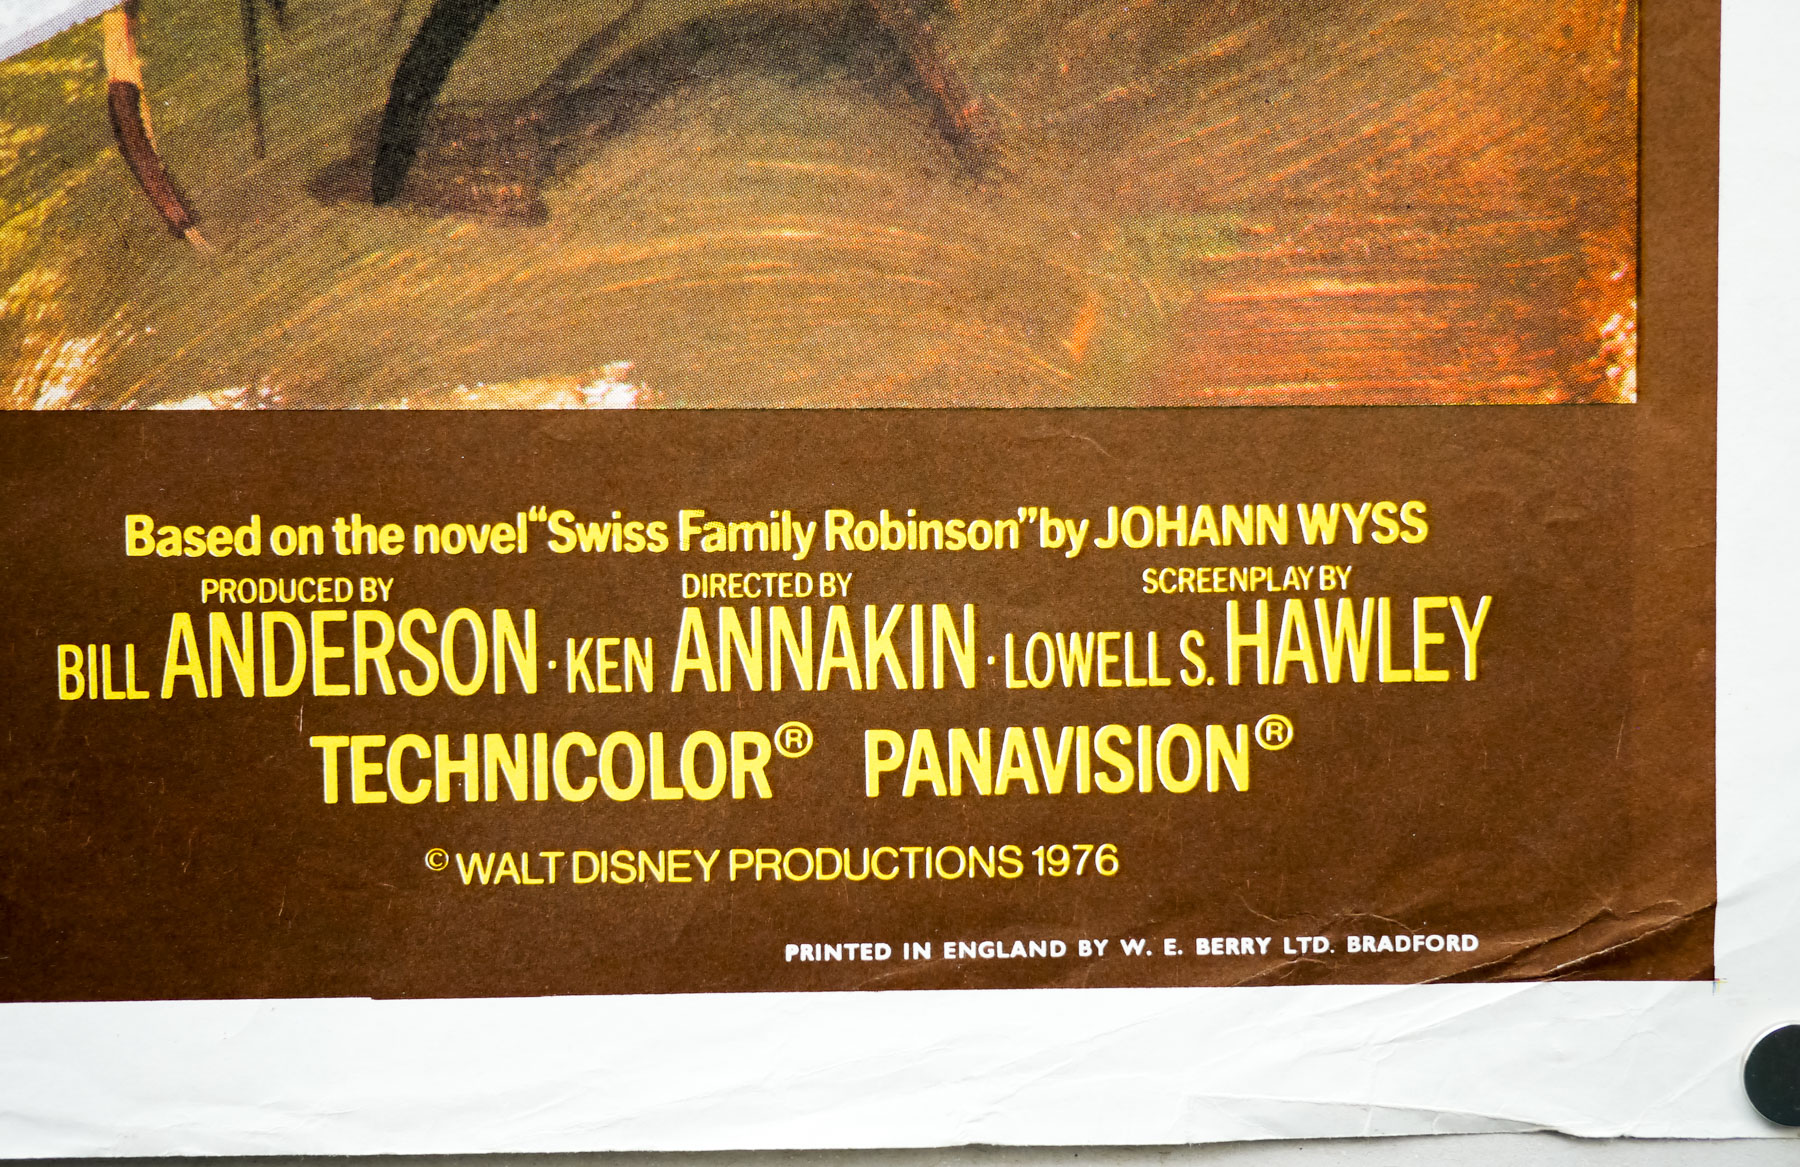 Based on the novel “Swiss Family Robinson” by JOHANN WYSS
PRODUCED BY DIRECTED BY SCREENPLAY BY
BILL ANDERSON · KEN ANNAKIN · LOWELL S. HAWLEY
TECHNICOLOR® PANAVISION®
© WALT DISNEY PRODUCTIONS 1976
PRINTED IN ENGLAND BY W. E. BERRY LTD. BRADFORD